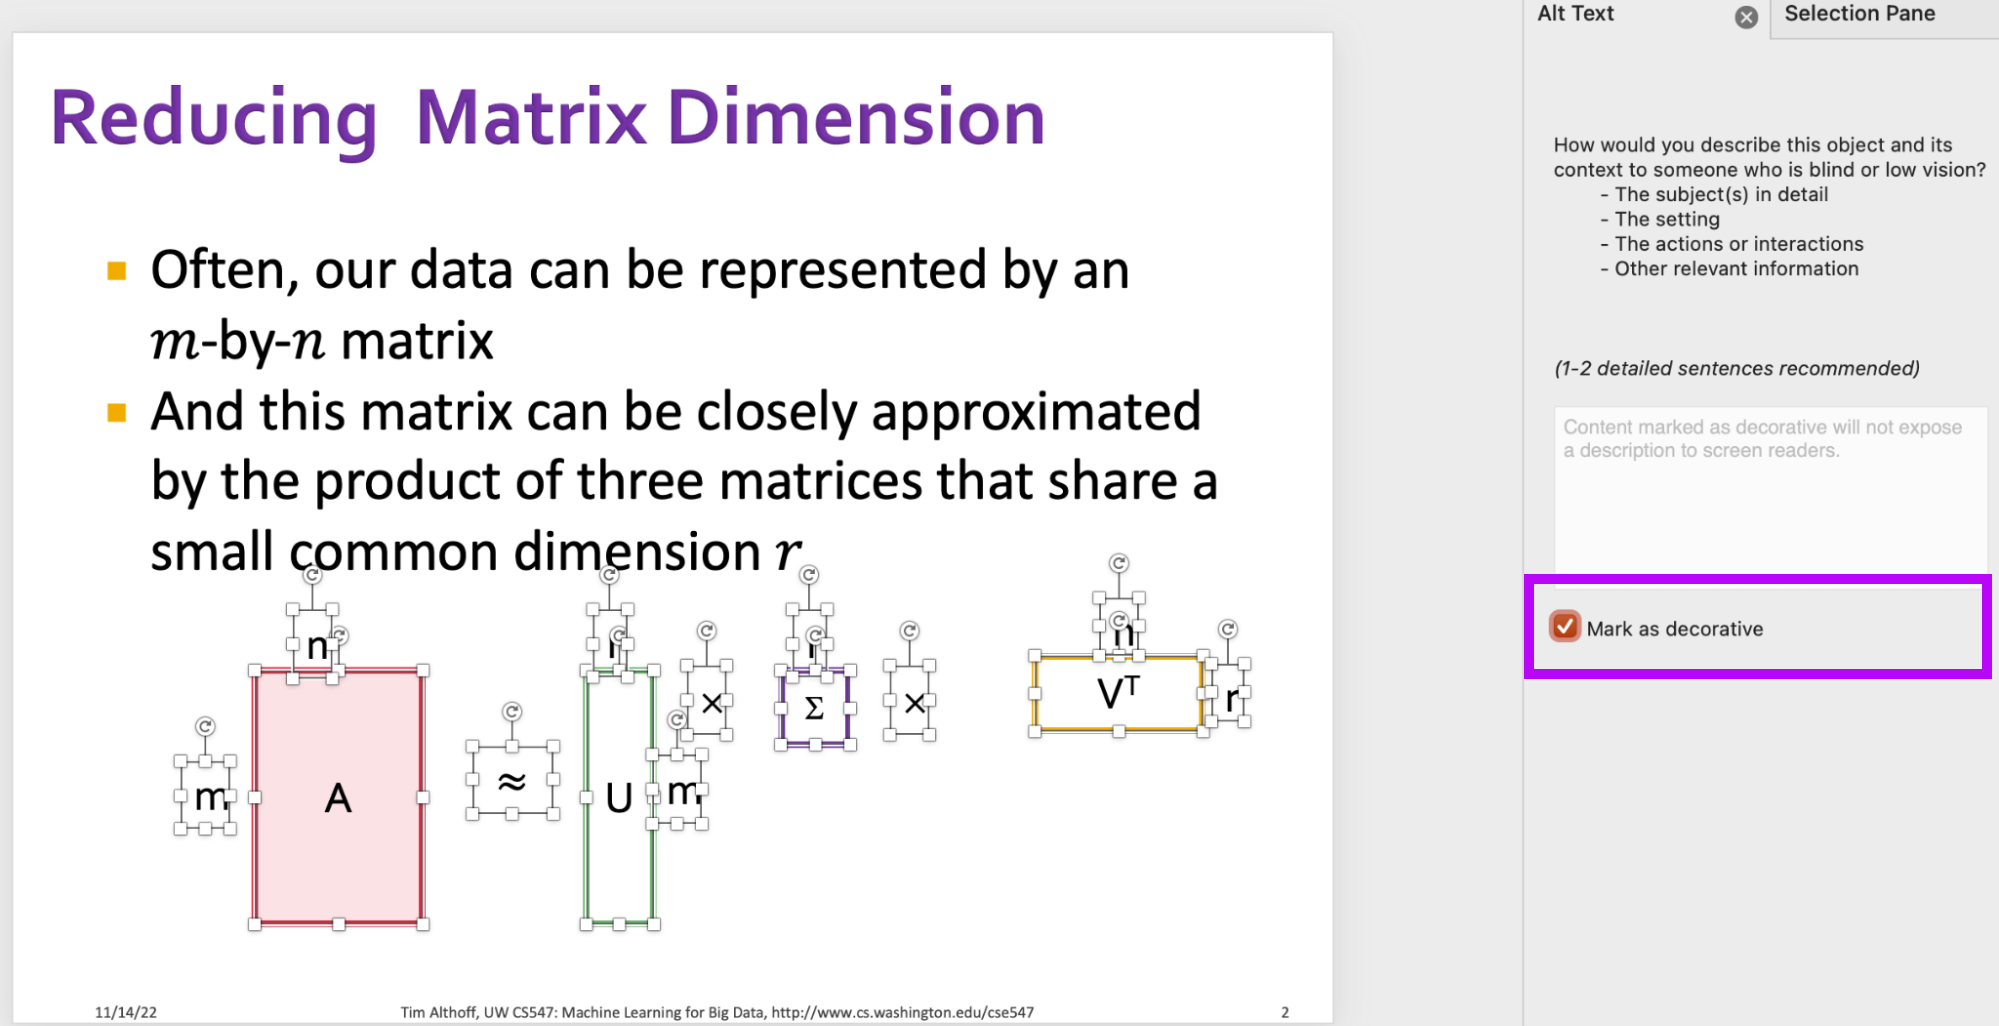 Alt Text
Selection Pane
Reducing  Matrix Dimension
Often, our data can be represented by an
m-by-n matrix
And this matrix can be closely approximated
by the product of three matrices that share a
small common dimension r
n
r
r
n
m
A
≈
U
m
×
Σ
×
Vᵀ
r
11/14/22
Tim Althoff, UW CS547: Machine Learning for Big Data, http://www.cs.washington.edu/cse547
2
How would you describe this object and its
context to someone who is blind or low vision?
- The subject(s) in detail
- The setting
- The actions or interactions
- Other relevant information
(1-2 detailed sentences recommended)
Content marked as decorative will not expose
a description to screen readers.
Mark as decorative